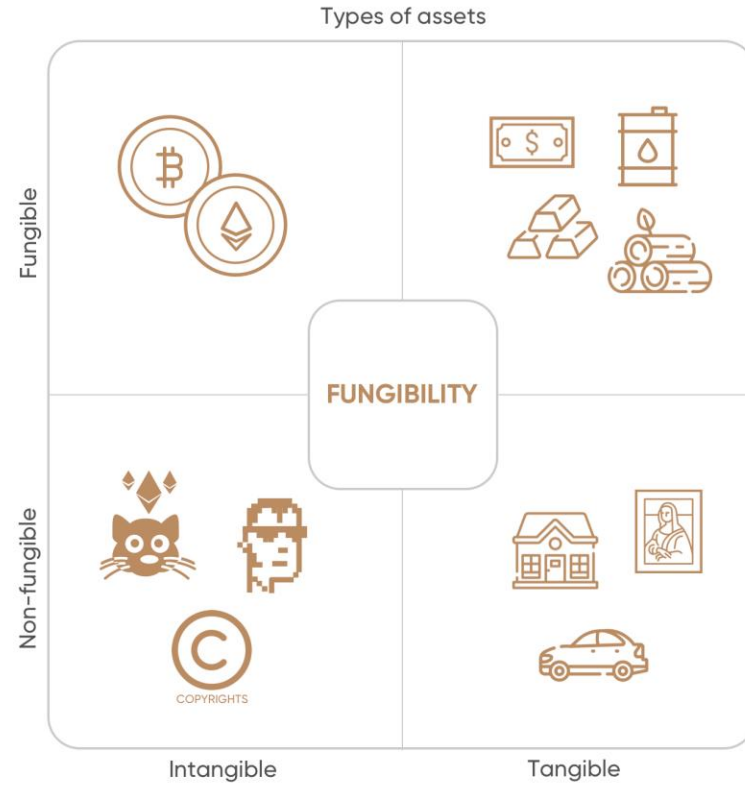 Types of assets
Fungible
$
FUNGIBILITY
Non-fungible
C
COPYRIGHTS
Intangible
Tangible